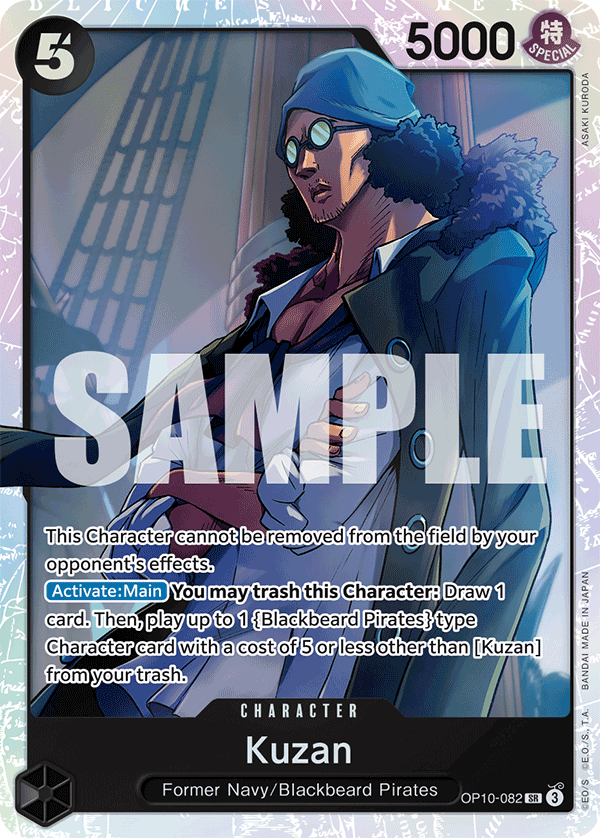 5
5000
特
SPECIAL
ASAKI KURODA
SAMPLE
This Character cannot be removed from the field by your
opponent's effects.
Activate:Main You may trash this Character: Draw 1
card. Then, play up to 1 {Blackbeard Pirates} type
Character card with a cost of 5 or less other than [Kuzan]
from your trash.
CHARACTER
Kuzan
Former Navy/Blackbeard Pirates
OP10-082 SR 3
©EO/S ©E.O./S., T.A. BANDAI MADE IN JAPAN